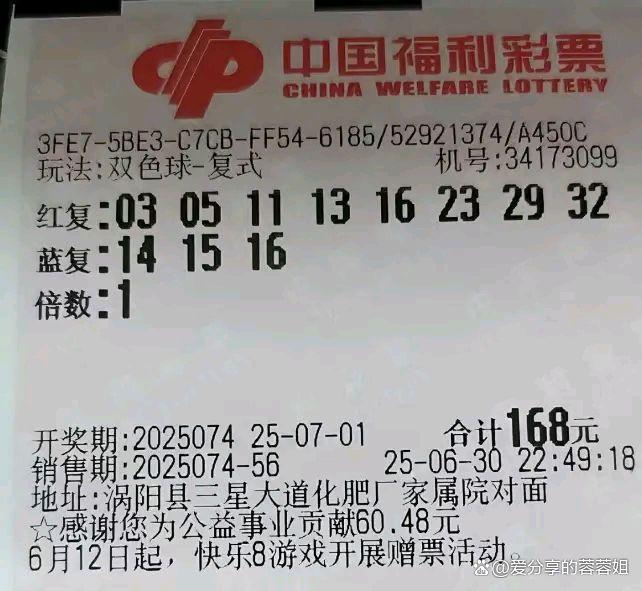 中国福利彩票
CHINA WELFARE LOTTERY
3FE7-5BE3-C7CB-FF54-6185/52921374/A450C
玩法:双色球-复式 机号:34173099
红复:03 05 11 13 16 23 29 32
蓝复:14 15 16
倍数:1
开奖期:2025074 25-07-01 合计168元
销售期:2025074-56 25-06-30 22:49:18
地址:涡阳县三星大道化肥厂家属院对面
☆感谢您为公益事业贡献60.48元
6月12日起，快乐8游戏开展赠票活动。
@爱分享的蓉蓉姐